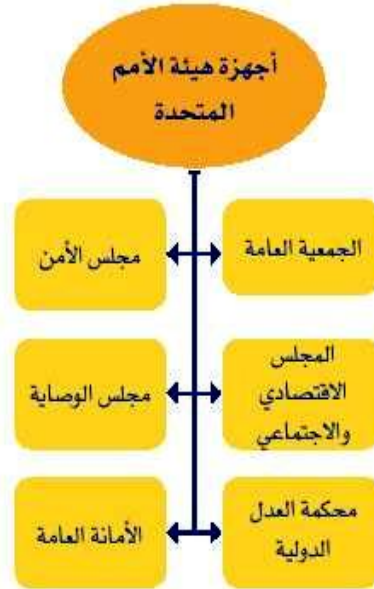 أجهزة هيئة الأمم
المتحدة
الجمعية العامة
مجلس الأمن
المجلس
الاقتصادي
والاجتماعي
مجلس الوصاية
محكمة العدل
الدولية
الأمانة العامة